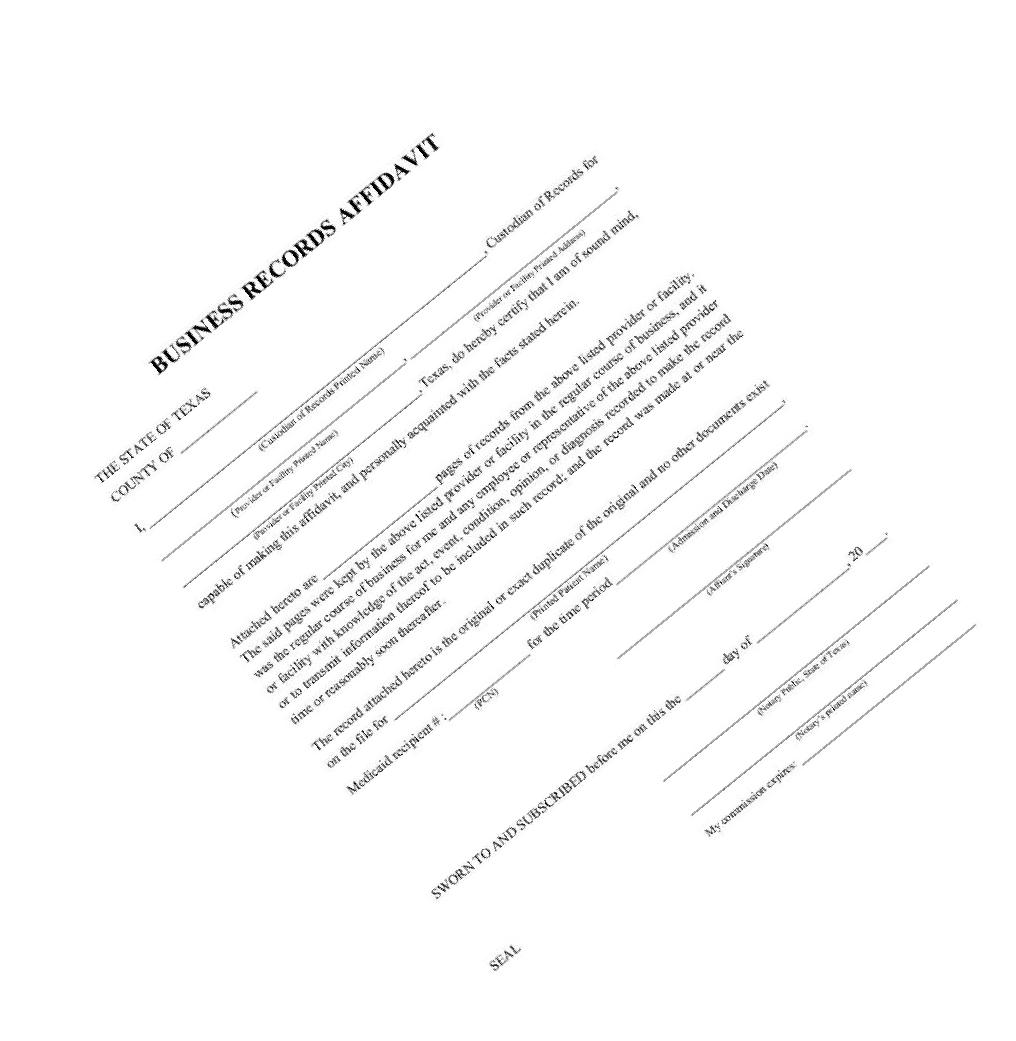 BUSINESS RECORDS AFFIDAVIT
THE STATE OF TEXAS
COUNTY OF ____________
I, ______________________________, Custodian of Records for
(Custodian of Records Printed Name)
______________________________, ______________________________,
(Provider or Facility Printed Name) (Provider or Facility Printed Address)
______________________________, Texas, do hereby certify that I am of sound mind,
(Provider or Facility Printed City)
capable of making this affidavit, and personally acquainted with the facts stated herein.
Attached hereto are ______________ pages of records from the above listed provider or facility.
The said pages were kept by the above listed provider or facility in the regular course of business, and it
was the regular course of business for me and any employee or representative of the above listed provider
or facility with knowledge of the act, event, condition, opinion, or diagnosis recorded to make the record
or to transmit information thereof to be included in such record; and the record was made at or near the
time or reasonably soon thereafter.
The record attached hereto is the original or exact duplicate of the original and no other documents exist
on the file for ________________________________________,
(Printed Patient Name)
Medicaid recipient # : __________ for the time period ____________________.
(PCN) (Admission and Discharge Date)
______________________________
(Affiant's Signature)
SWORN TO AND SUBSCRIBED before me on this the ______ day of ____________, 20 ___.
______________________________
(Notary Public, State of Texas)
______________________________
(Notary's printed name)
SEAL
My commission expires: ____________________